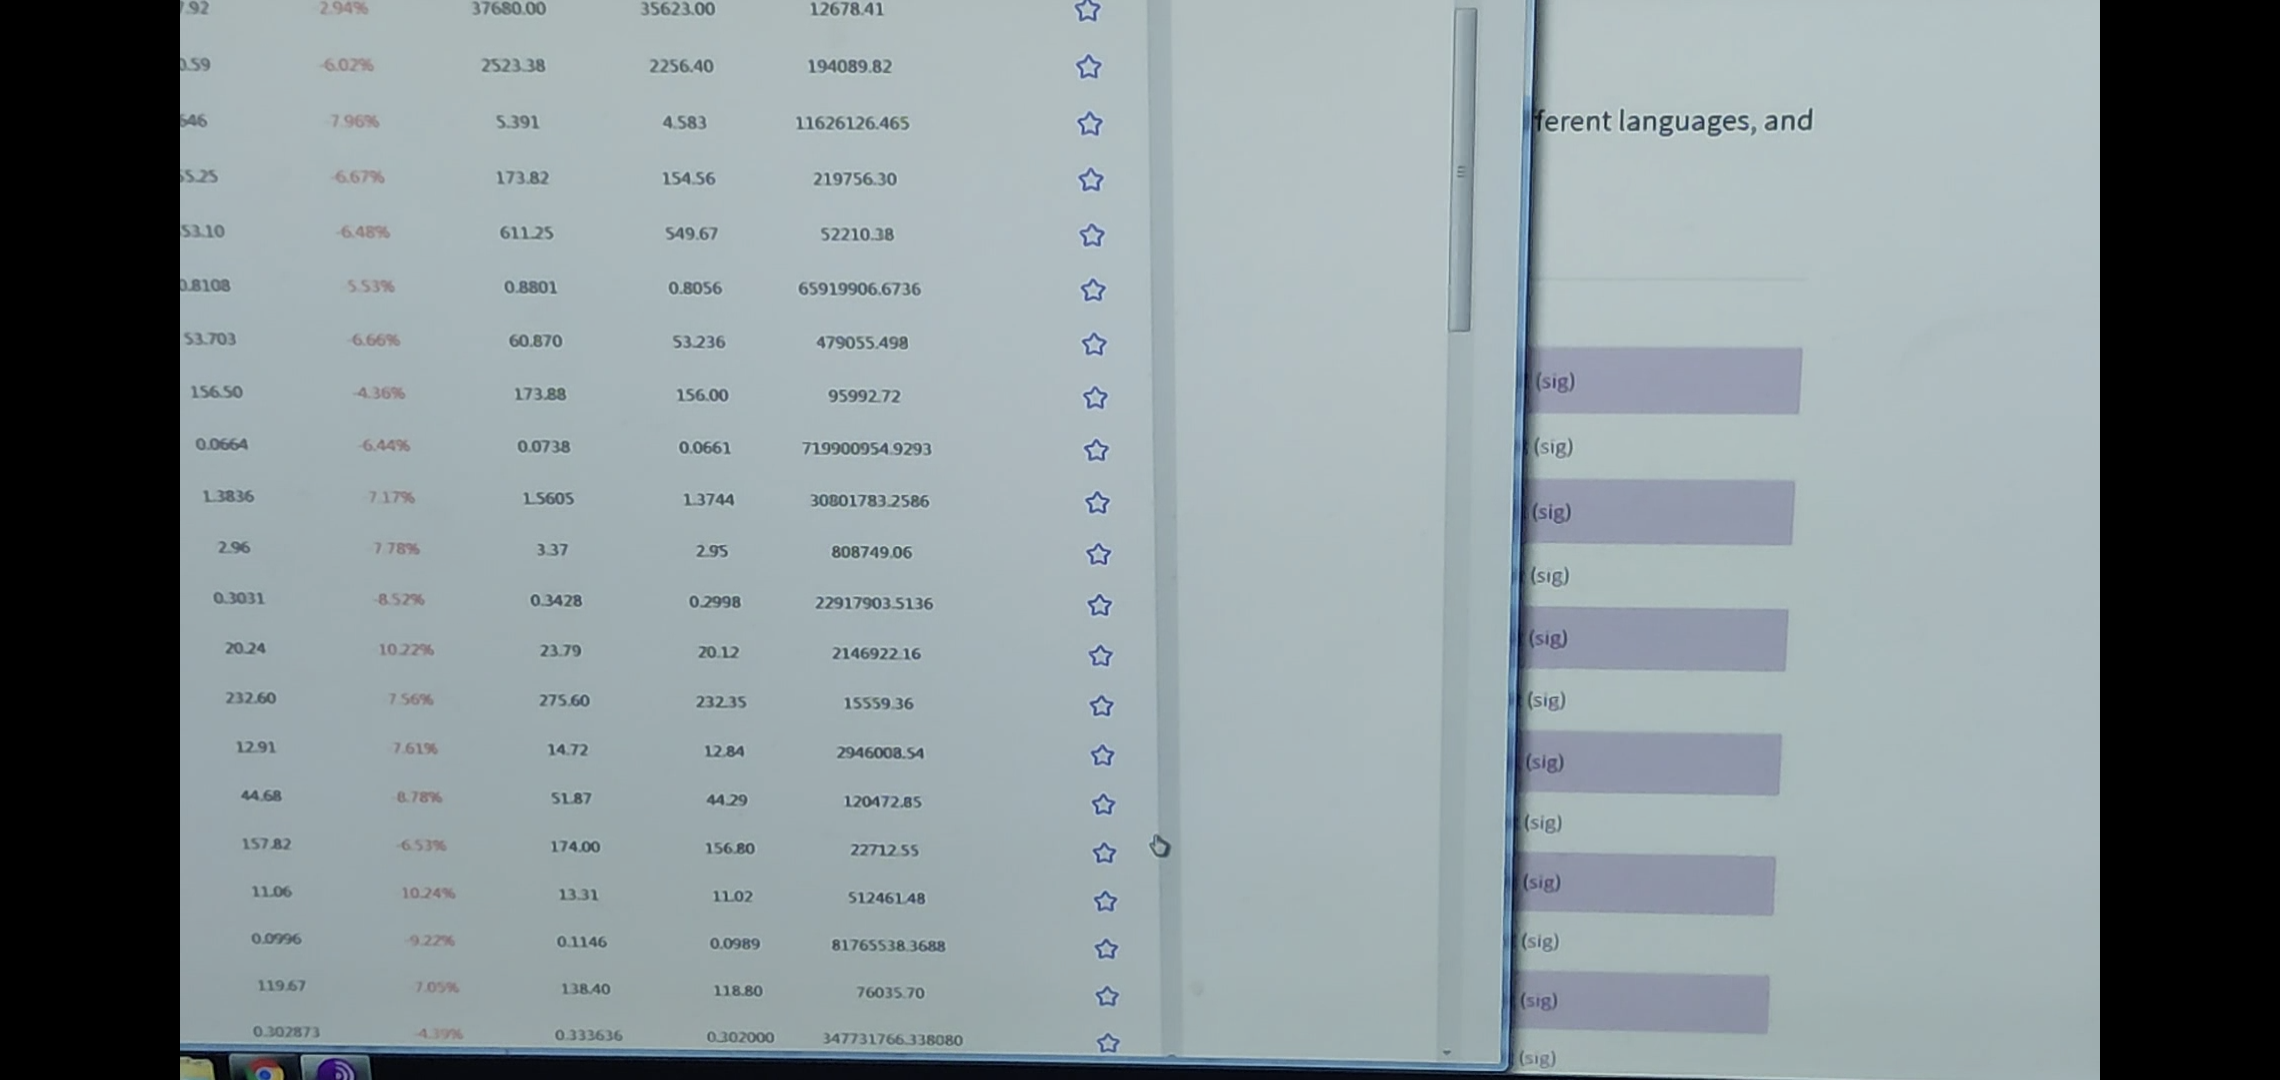 .92 2.94% 37680.00 35623.00 12678.41
0.59 -6.02% 2523.38 2256.40 194089.82
ferent languages, and
546 7.96% 5.391 4.583 11626126.465
55.25 -6.67% 173.82 154.56 219756.30
53.10 -6.48% 611.25 549.67 52210.38
0.8108 5.53% 0.8801 0.8056 65919906.6736
53.703 6.66% 60.870 53.236 479055.498
(sig)
156.50 -4.36% 173.88 156.00 95992.72
0.0664 -6.44% 0.0738 0.0661 719900954.9293
(sig)
1.3836 7.17% 1.5605 1.3744 30801783.2586
(sig)
2.96 7.78% 3.37 2.95 808749.06
(sig)
0.3031 -8.52% 0.3428 0.2998 22917903.5136
(sig)
20.24 10.22% 23.79 20.12 2146922.16
232.60 7.56% 275.60 232.35 15559.36
(sig)
12.91 7.61% 14.72 12.84 2946008.54
(sig)
44.68 8.78% 51.87 44.29 120472.85
(sig)
157.82 -6.53% 174.00 156.80 22712.55
(sig)
11.06 10.24% 13.31 11.02 512461.48
0.0996 -9.22% 0.1146 0.0989 81765538.3688
(sig)
119.67 7.05% 138.40 118.80 76035.70
(sig)
0.302873 -4.39% 0.333636 0.302000 347731766.338080
(sig)